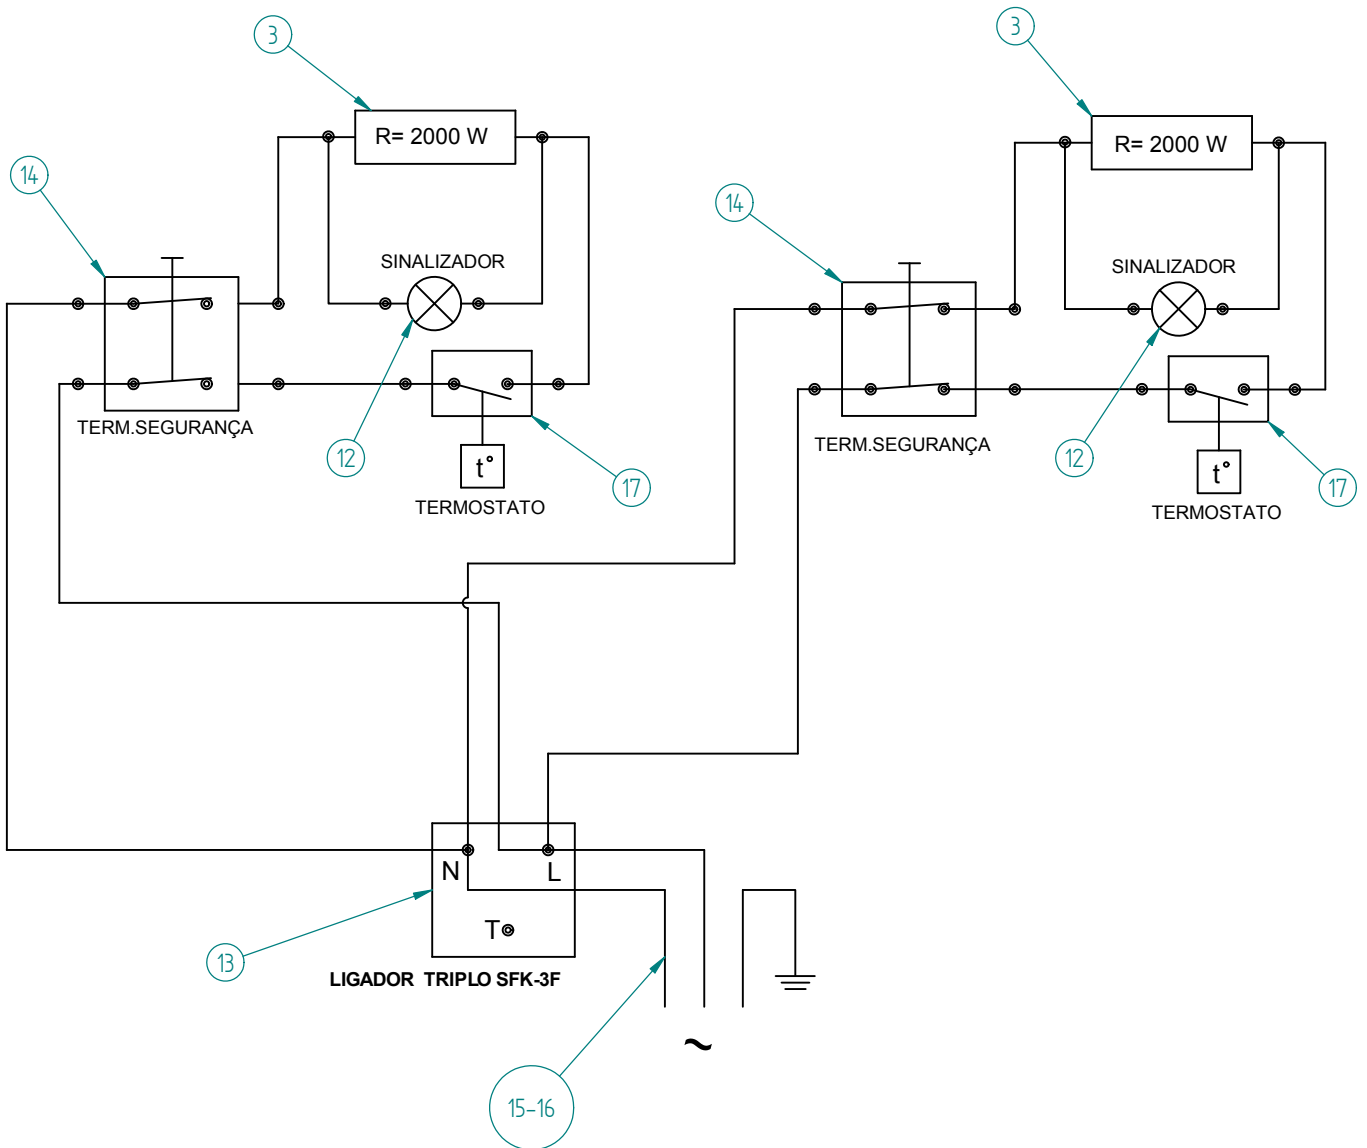 3
3
R= 2000 W
R= 2000 W
14
14
SINALIZADOR
SINALIZADOR
TERM.SEGURANÇA
TERM.SEGURANÇA
12
12
t°
t°
17
17
TERMOSTATO
TERMOSTATO
N
L
T
13
LIGADOR TRIPLO SFK-3F
~
15-16